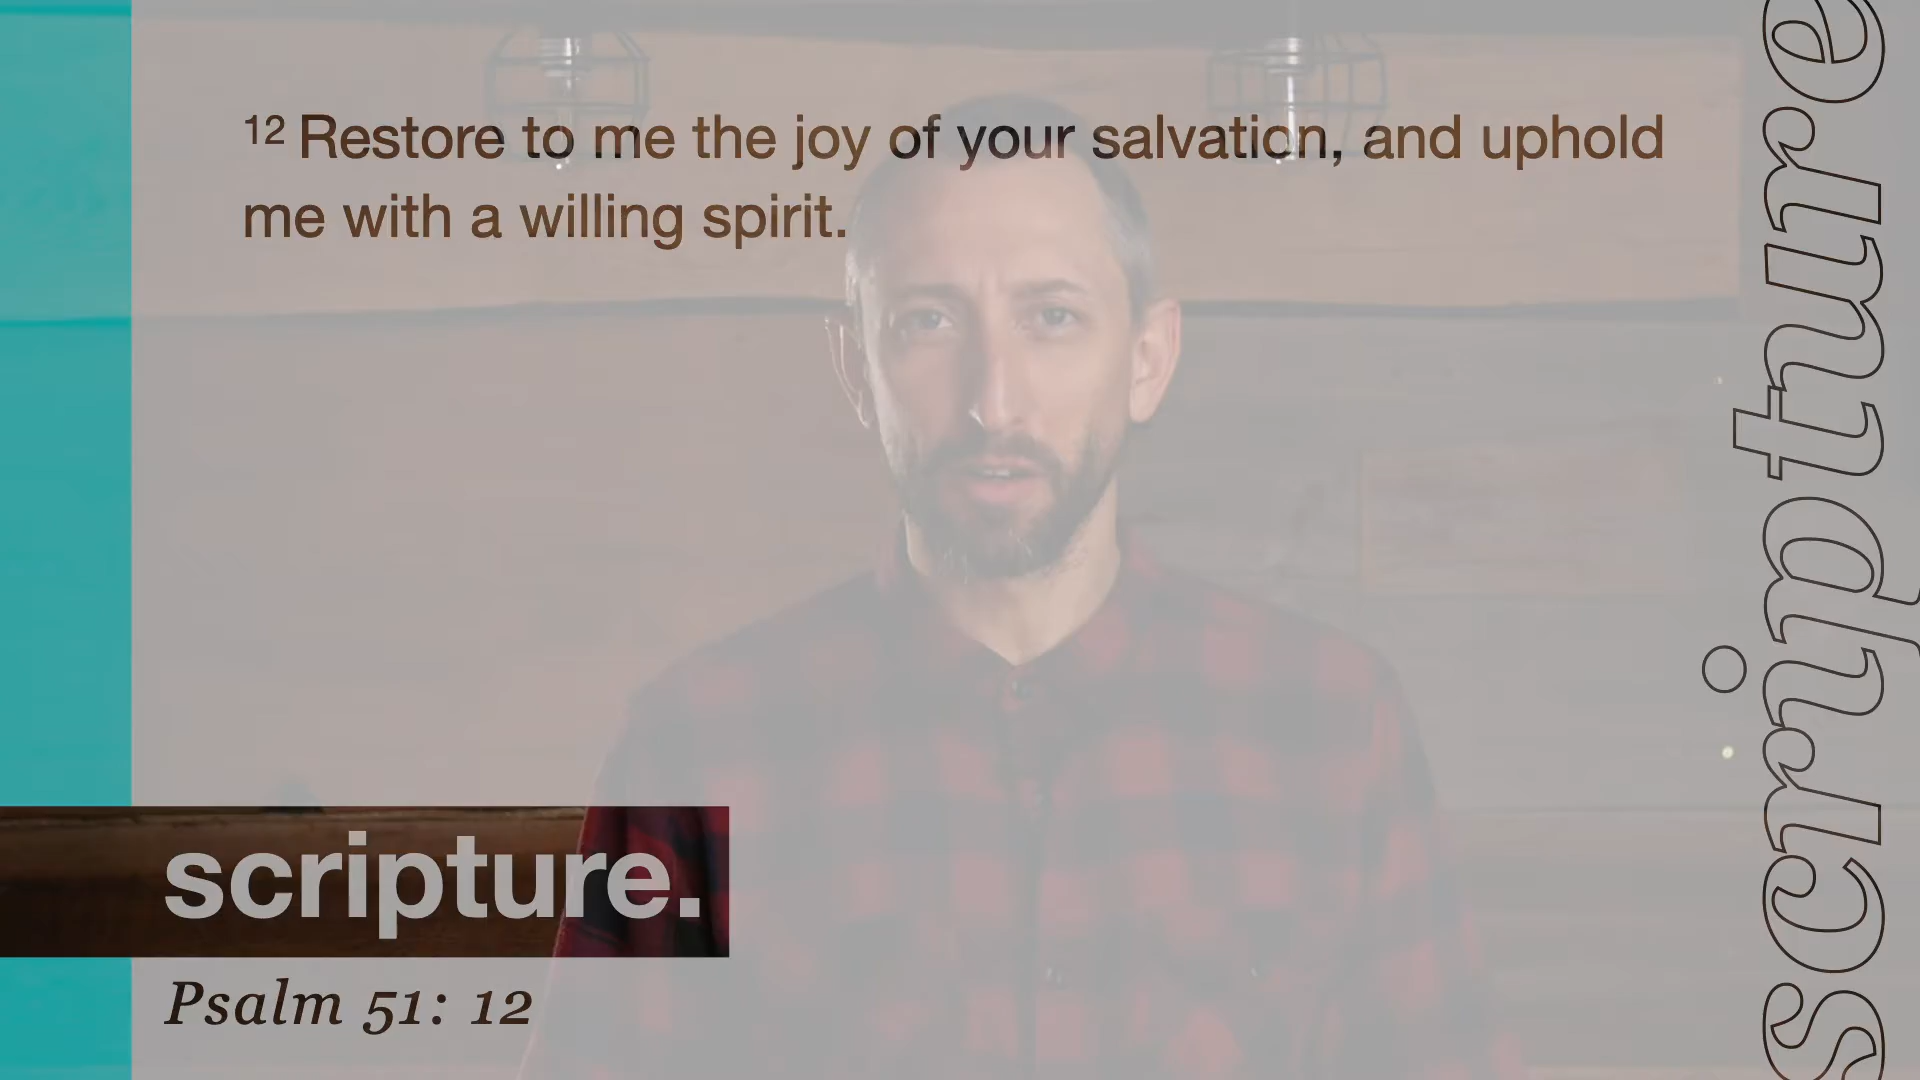 12 Restore to me the joy of your salvation, and uphold
me with a willing spirit.
scripture.
Psalm 51: 12
scripture